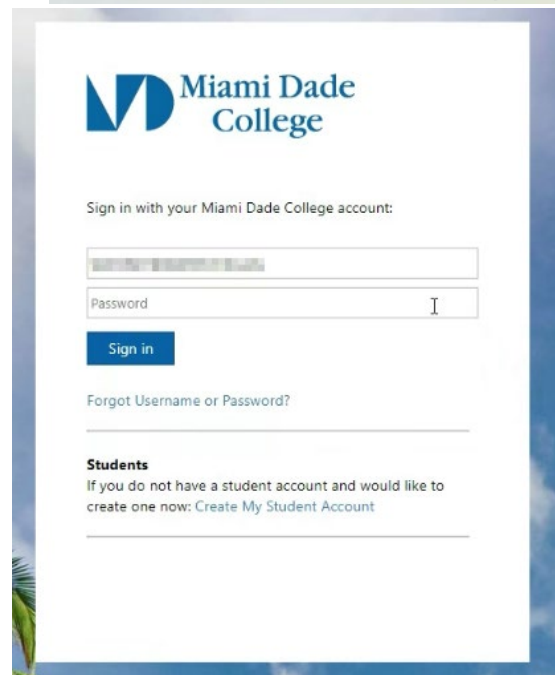 Miami Dade
College
Sign in with your Miami Dade College account:
Password
Sign in
Forgot Username or Password?
Students
If you do not have a student account and would like to
create one now: Create My Student Account